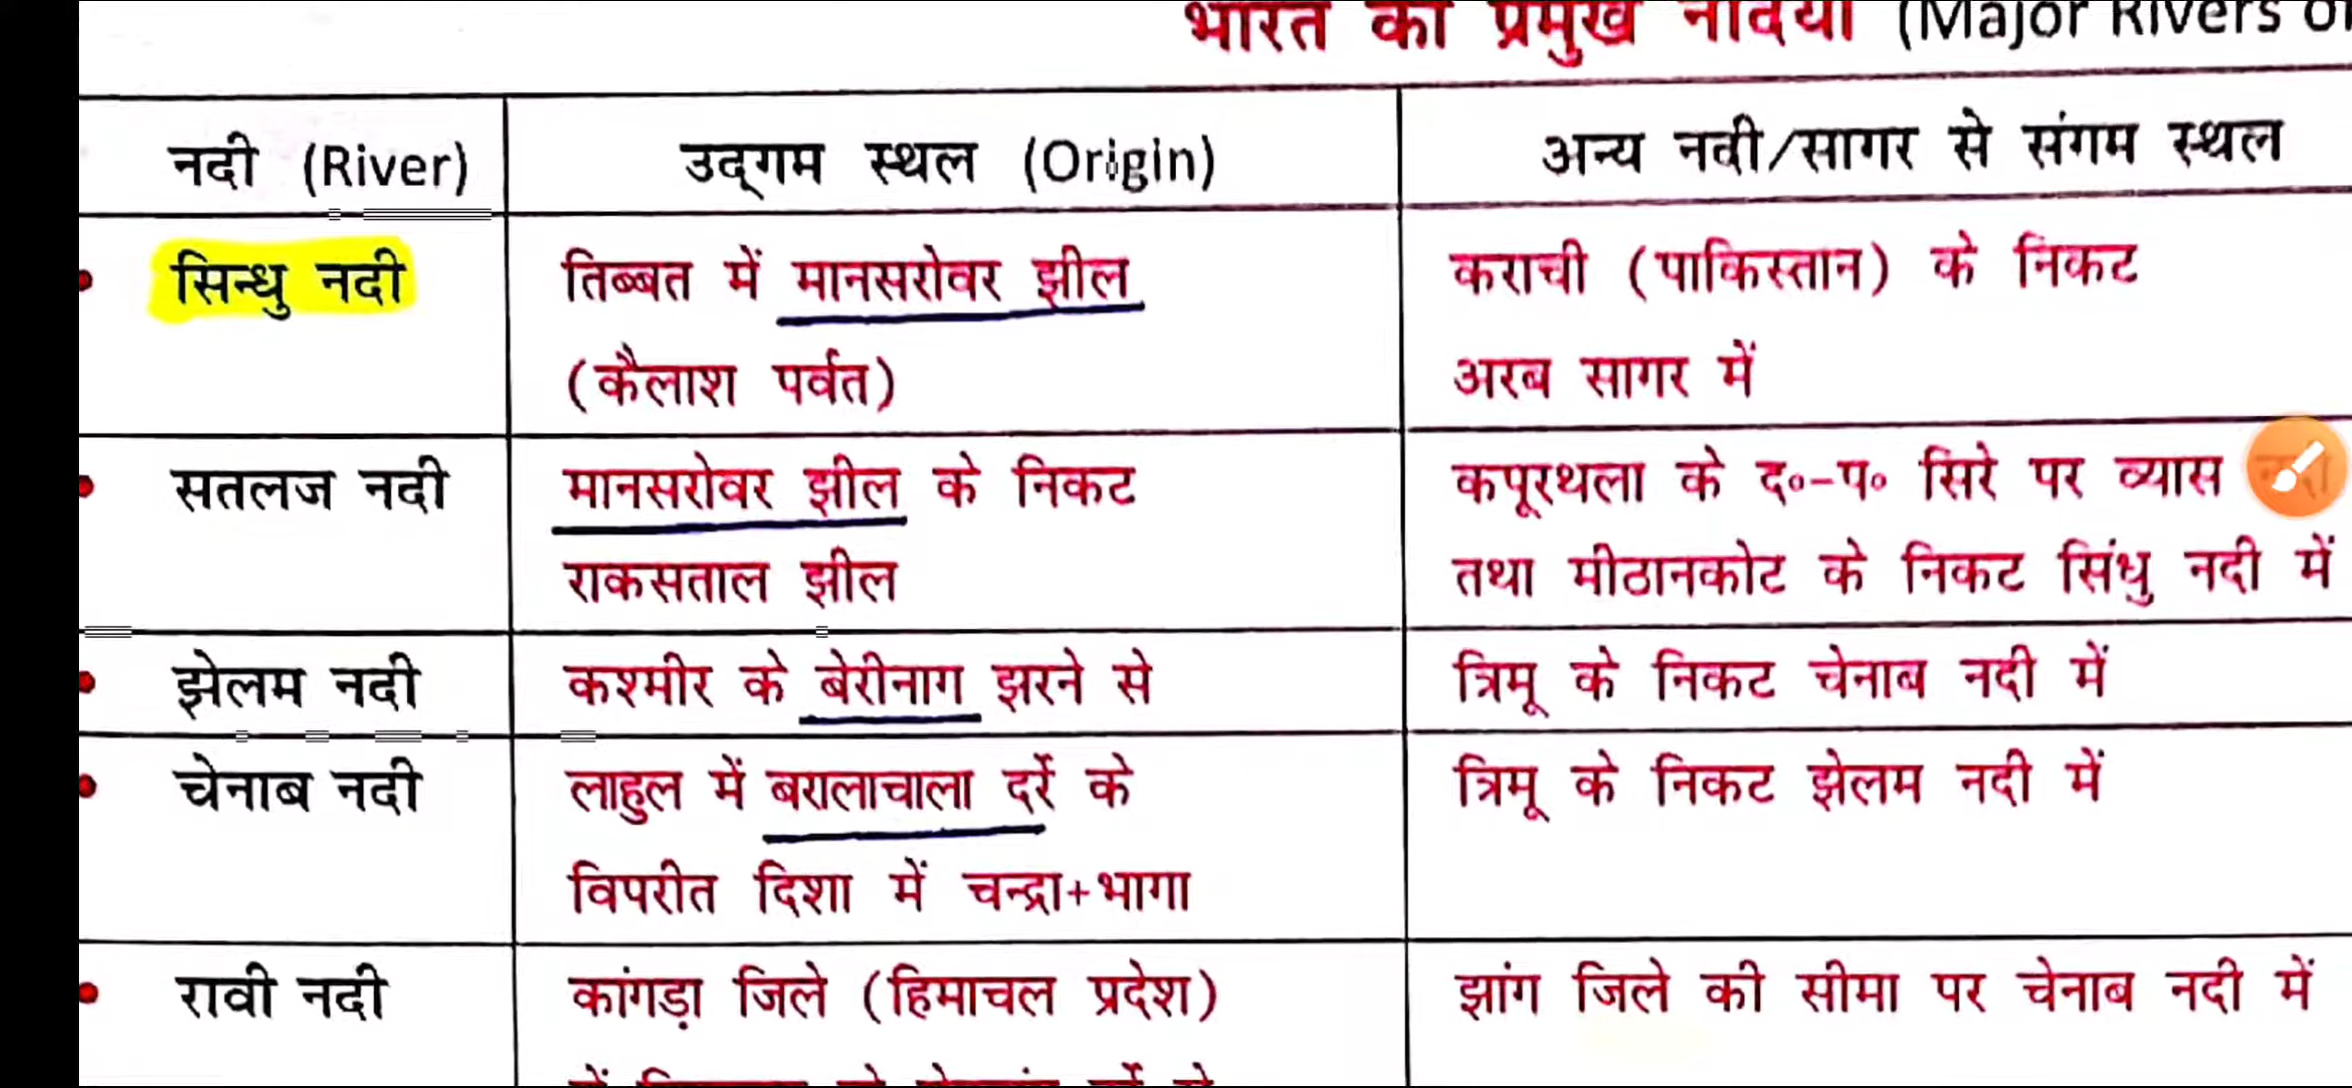 भारत की प्रमुख नदियाँ (Major Rivers of
नदी (River)
उद्गम स्थल (Origin)
अन्य नदी/सागर से संगम स्थल
सिन्धु नदी
तिब्बत में मानसरोवर झील
(कैलाश पर्वत)
कराची (पाकिस्तान) के निकट
अरब सागर में
सतलज नदी
मानसरोवर झील के निकट
राकसताल झील
कपूरथला के द०-प० सिरे पर व्यास
तथा मीठानकोट के निकट सिंधु नदी में
झेलम नदी
कश्मीर के बेरीनाग झरने से
त्रिमू के निकट चेनाब नदी में
चेनाब नदी
लाहुल में बरालाचाला दर्रे के
विपरीत दिशा में चन्द्रा+भागा
त्रिमू के निकट झेलम नदी में
रावी नदी
कांगड़ा जिले (हिमाचल प्रदेश)
झांग जिले की सीमा पर चेनाब नदी में